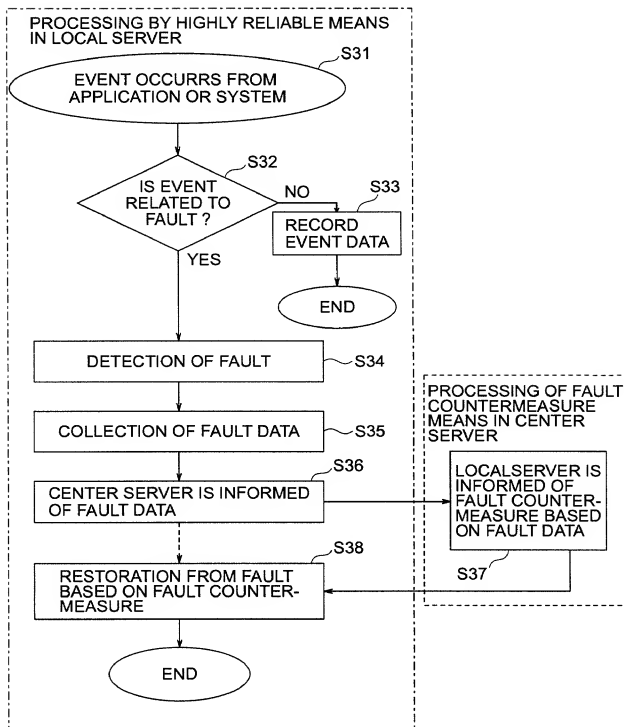 PROCESSING BY HIGHLY RELIABLE MEANS
IN LOCAL SERVER
S31
EVENT OCCURRS FROM
APPLICATION OR SYSTEM
S32
IS EVENT
RELATED TO
FAULT ?
NO
S33
RECORD
EVENT DATA
YES
END
DETECTION OF FAULT
S34
COLLECTION OF FAULT DATA
S35
S36
CENTER SERVER IS INFORMED
OF FAULT DATA
PROCESSING OF FAULT
COUNTERMEASURE
MEANS IN CENTER
SERVER
LOCALSERVER IS
INFORMED OF
FAULT COUNTER-
MEASURE BASED
ON FAULT DATA
S37
S38
RESTORATION FROM FAULT
BASED ON FAULT COUNTER-
MEASURE
END